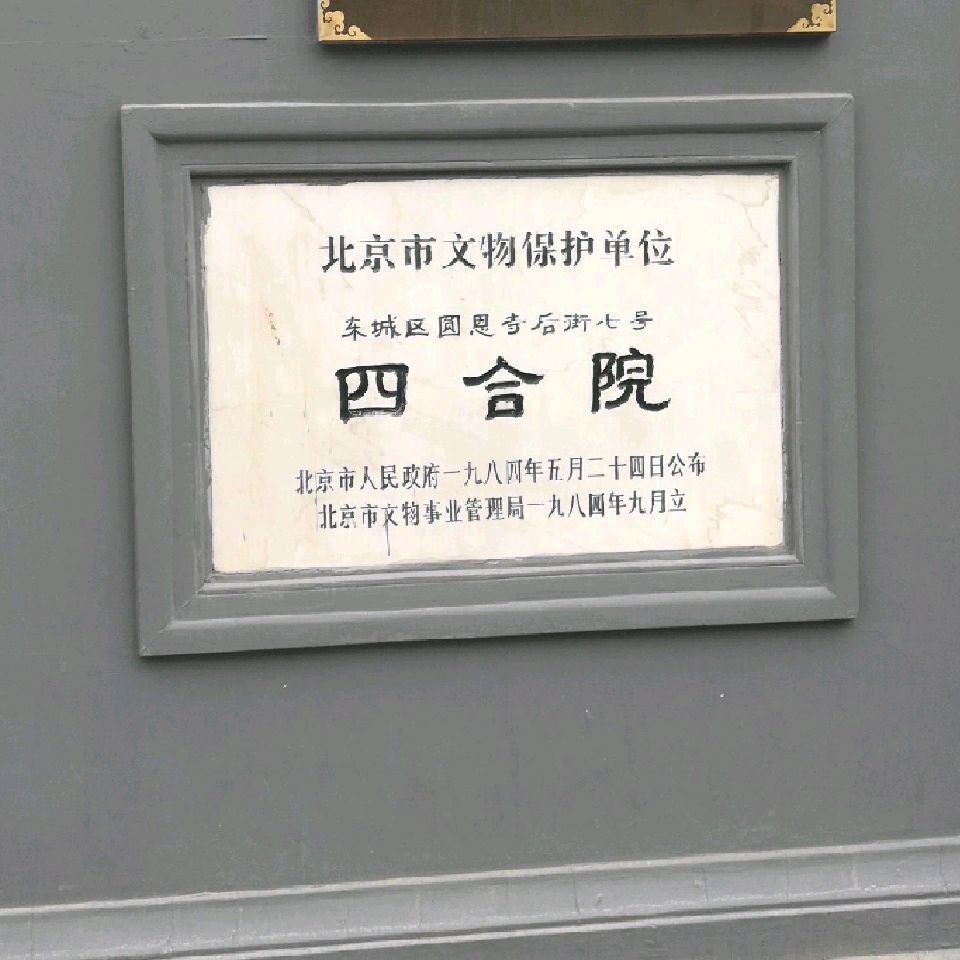 北京市文物保护单位
东城区圆恩寺后街七号
四合院
北京市人民政府一九八四年五月二十四日公布
北京市文物事业管理局一九八四年九月立